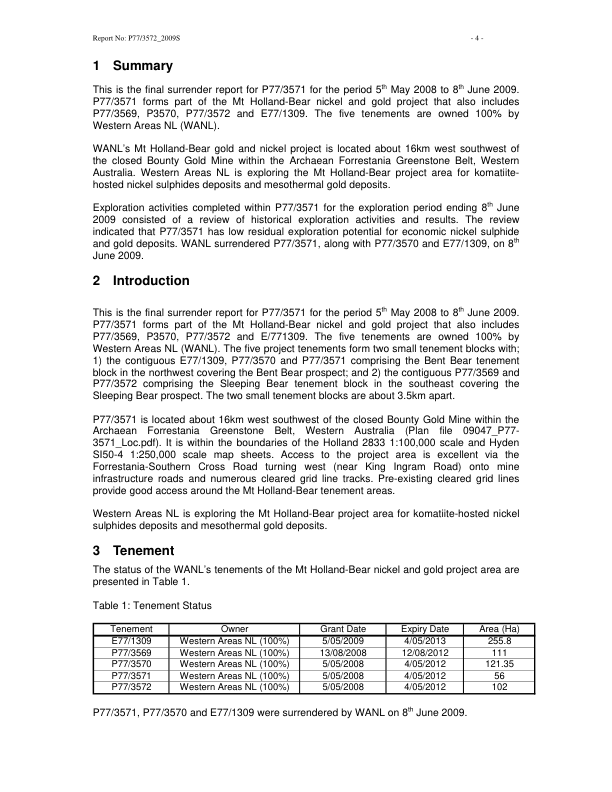 Report No: P77/3572_2009S - 4 -
1 Summary
This is the final surrender report for P77/3571 for the period 5th May 2008 to 8th June 2009.
P77/3571 forms part of the Mt Holland-Bear nickel and gold project that also includes
P77/3569, P3570, P77/3572 and E77/1309. The five tenements are owned 100% by
Western Areas NL (WANL).
WANL's Mt Holland-Bear gold and nickel project is located about 16km west southwest of
the closed Bounty Gold Mine within the Archaean Forrestania Greenstone Belt, Western
Australia. Western Areas NL is exploring the Mt Holland-Bear project area for komatiite-
hosted nickel sulphides deposits and mesothermal gold deposits.
Exploration activities completed within P77/3571 for the exploration period ending 8th June
2009 consisted of a review of historical exploration activities and results. The review
indicated that P77/3571 has low residual exploration potential for economic nickel sulphide
and gold deposits. WANL surrendered P77/3571, along with P77/3570 and E77/1309, on 8th
June 2009.
2 Introduction
This is the final surrender report for P77/3571 for the period 5th May 2008 to 8th June 2009.
P77/3571 forms part of the Mt Holland-Bear nickel and gold project that also includes
P77/3569, P3570, P77/3572 and E/771309. The five tenements are owned 100% by
Western Areas NL (WANL). The five project tenements form two small tenement blocks with;
1) the contiguous E77/1309, P77/3570 and P77/3571 comprising the Bent Bear tenement
block in the northwest covering the Bent Bear prospect; and 2) the contiguous P77/3569 and
P77/3572 comprising the Sleeping Bear tenement block in the southeast covering the
Sleeping Bear prospect. The two small tenement blocks are about 3.5km apart.
P77/3571 is located about 16km west southwest of the closed Bounty Gold Mine within the
Archaean Forrestania Greenstone Belt, Western Australia (Plan file 09047_P77-
3571_Loc.pdf). It is within the boundaries of the Holland 2833 1:100,000 scale and Hyden
SI50-4 1:250,000 scale map sheets. Access to the project area is excellent via the
Forrestania-Southern Cross Road turning west (near King Ingram Road) onto mine
infrastructure roads and numerous cleared grid line tracks. Pre-existing cleared grid lines
provide good access around the Mt Holland-Bear tenement areas.
Western Areas NL is exploring the Mt Holland-Bear project area for komatiite-hosted nickel
sulphides deposits and mesothermal gold deposits.
3 Tenement
The status of the WANL's tenements of the Mt Holland-Bear nickel and gold project area are
presented in Table 1.
Table 1: Tenement Status
Tenement Owner Grant Date Expiry Date Area (Ha)
E77/1309 Western Areas NL (100%) 5/05/2009 4/05/2013 255.8
P77/3569 Western Areas NL (100%) 13/08/2008 12/08/2012 111
P77/3570 Western Areas NL (100%) 5/05/2008 4/05/2012 121.35
P77/3571 Western Areas NL (100%) 5/05/2008 4/05/2012 56
P77/3572 Western Areas NL (100%) 5/05/2008 4/05/2012 102
P77/3571, P77/3570 and E77/1309 were surrendered by WANL on 8th June 2009.